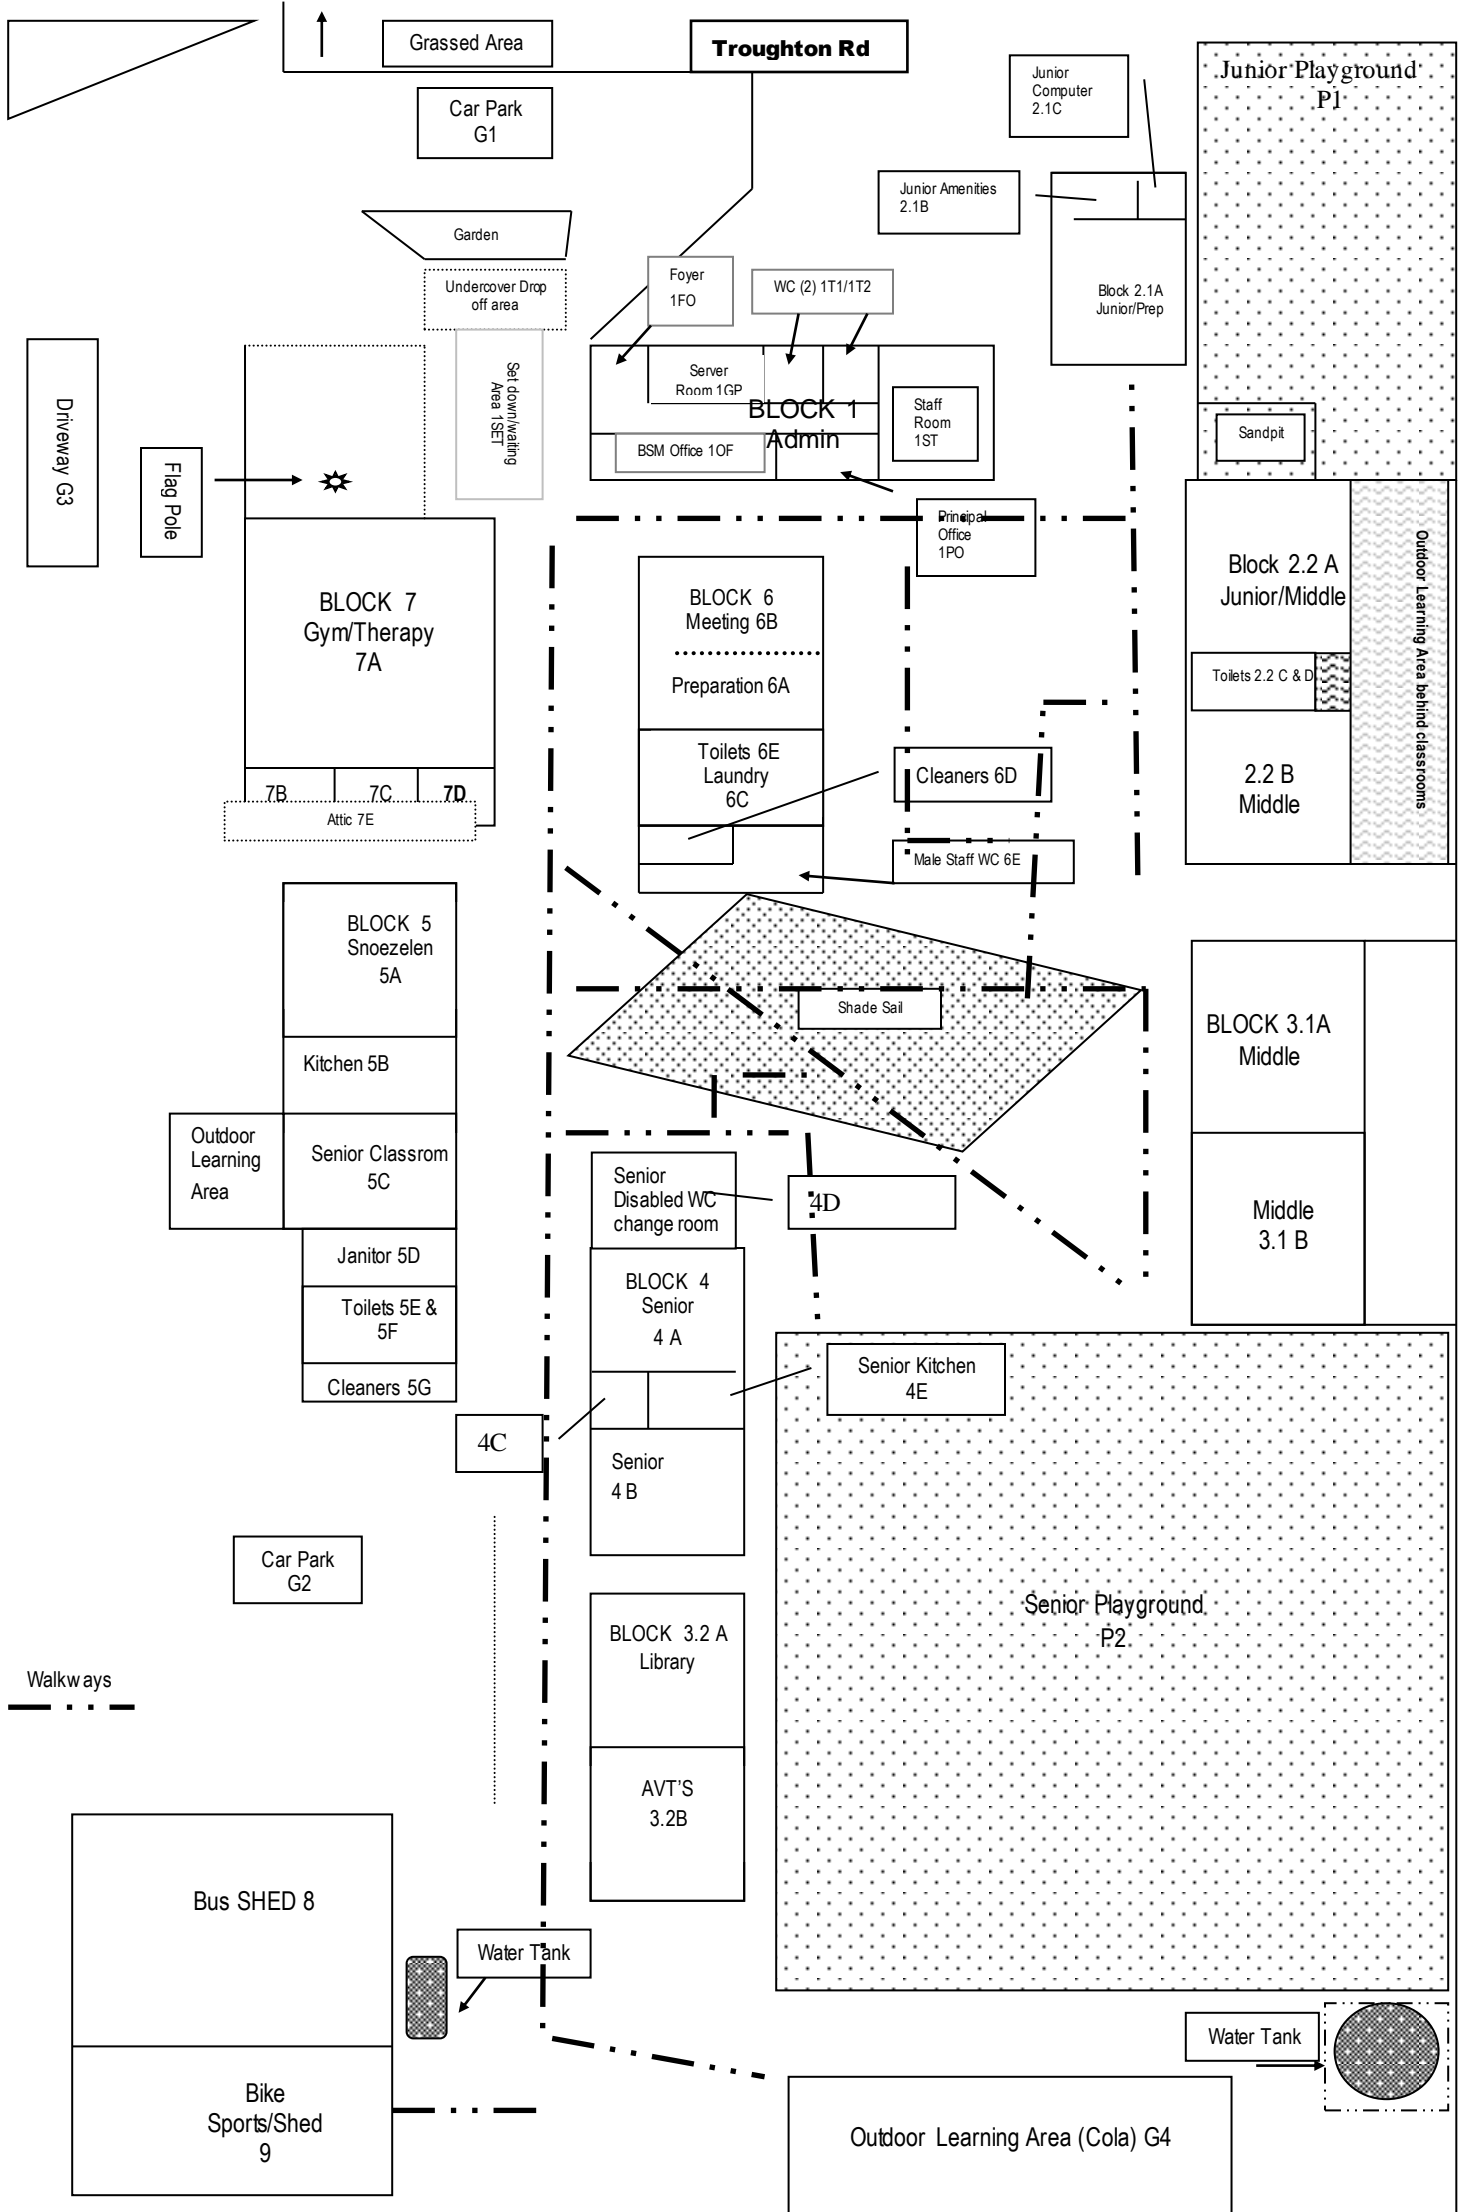 Grassed Area
Troughton Rd
Junior Playground
P1
Junior
Computer
2.1C
Car Park
G1
Junior Amenities
2.1B
Garden
Foyer
1FO
WC (2) 1T1/1T2
Undercover Drop
off area
Block 2.1A
Junior/Prep
Set down/waiting
Area 1SET
Server
Room 1GP
BLOCK 1
Admin
Staff
Room
1ST
BSM Office 1OF
Sandpit
Driveway G3
Flag Pole
Principal
Office
1PO
BLOCK 7
Gym/Therapy
7A
BLOCK 6
Meeting 6B
Preparation 6A
Block 2.2 A
Junior/Middle
Outdoor Learning Area behind classrooms
Toilets 2.2 C & D
2.2 B
Middle
Toilets 6E
Laundry
6C
Cleaners 6D
7B
7C
7D
Attic 7E
Male Staff WC 6E
BLOCK 5
Snoezelen
5A
Shade Sail
BLOCK 3.1A
Middle
Kitchen 5B
Outdoor
Learning
Area
Senior Classrom
5C
Senior
Disabled WC
change room
4D
Middle
3.1 B
Janitor 5D
BLOCK 4
Senior
4 A
Toilets 5E &
5F
Cleaners 5G
Senior Kitchen
4E
4C
Senior
4 B
Car Park
G2
Senior Playground
P2
BLOCK 3.2 A
Library
Walkways
AVT'S
3.2B
Bus SHED 8
Water Tank
Water Tank
Bike
Sports/Shed
9
Outdoor Learning Area (Cola) G4